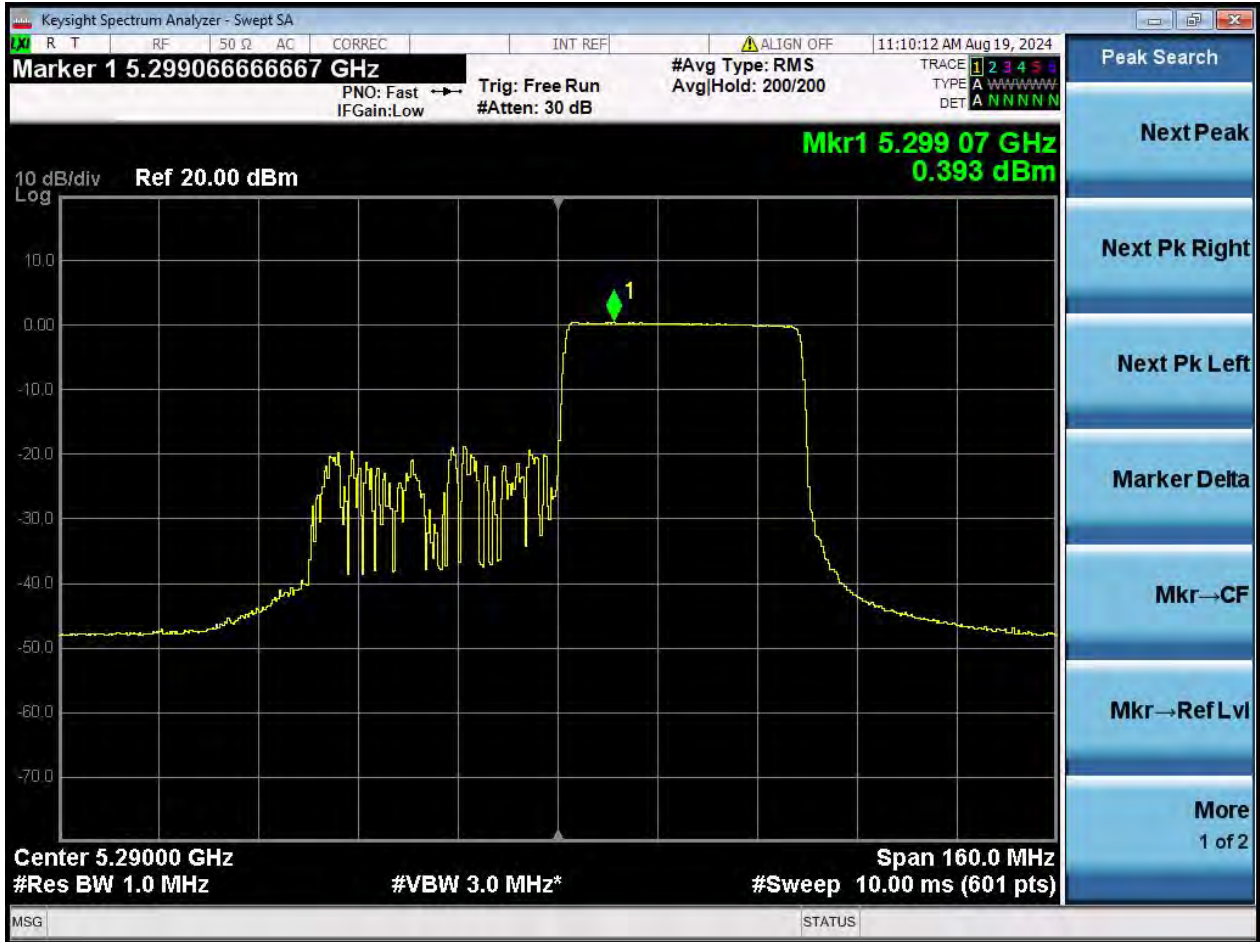 Keysight Spectrum Analyzer - Swept SA
LXI R T RF 50 Ω AC CORREC INT REF ALIGN OFF 11:10:12 AM Aug 19, 2024
Marker 1 5.299066666667 GHz
PNO: Fast
IFGain:Low
Trig: Free Run
#Atten: 30 dB
#Avg Type: RMS
Avg|Hold: 200/200
TRACE 1 2 3 4 5 6
TYPE A WWWWW
DET A N N N N N
Mkr1 5.299 07 GHz
0.393 dBm
10 dB/div Ref 20.00 dBm
Log
10.0
0.00
-10.0
-20.0
-30.0
-40.0
-50.0
-60.0
-70.0
1
Center 5.29000 GHz Span 160.0 MHz
#Res BW 1.0 MHz #VBW 3.0 MHz* #Sweep 10.00 ms (601 pts)
MSG STATUS
Peak Search
Next Peak
Next Pk Right
Next Pk Left
Marker Delta
Mkr→CF
Mkr→Ref Lvl
More
1 of 2